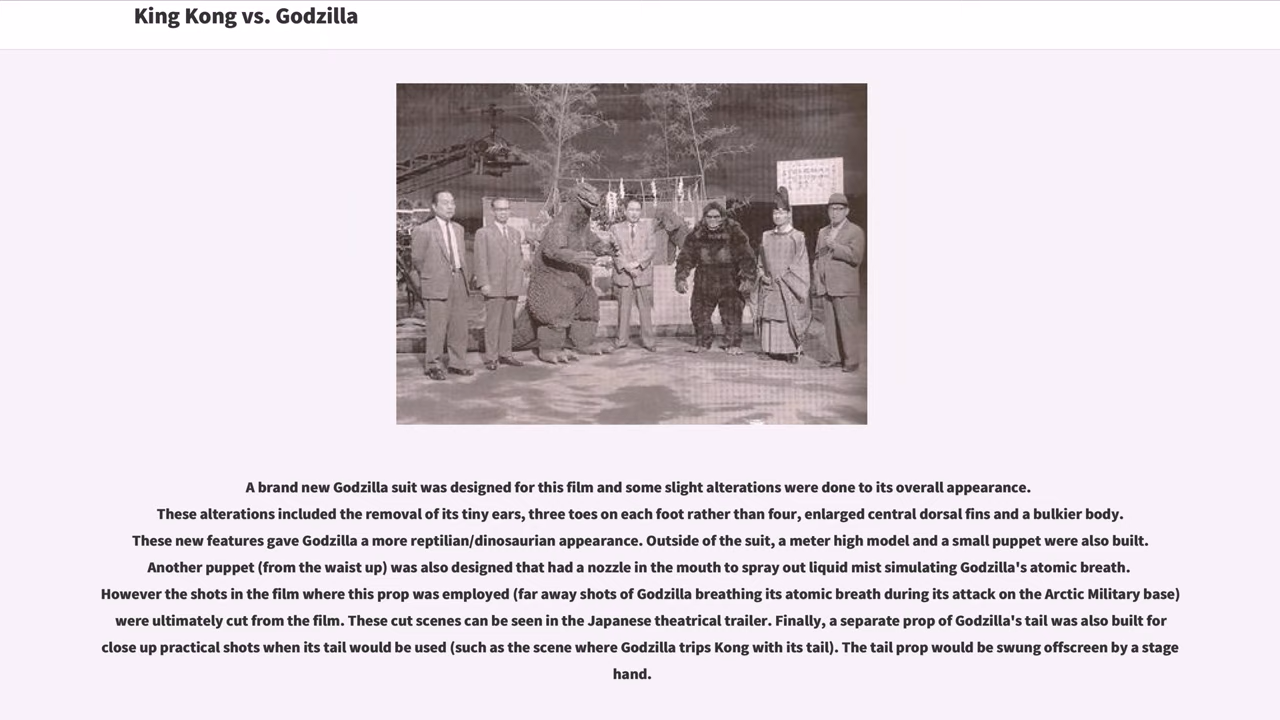 King Kong vs. Godzilla
A brand new Godzilla suit was designed for this film and some slight alterations were done to its overall appearance.
These alterations included the removal of its tiny ears, three toes on each foot rather than four, enlarged central dorsal fins and a bulkier body.
These new features gave Godzilla a more reptilian/dinosaurian appearance. Outside of the suit, a meter high model and a small puppet were also built.
Another puppet (from the waist up) was also designed that had a nozzle in the mouth to spray out liquid mist simulating Godzilla's atomic breath.
However the shots in the film where this prop was employed (far away shots of Godzilla breathing its atomic breath during its attack on the Arctic Military base)
were ultimately cut from the film. These cut scenes can be seen in the Japanese theatrical trailer. Finally, a separate prop of Godzilla's tail was also built for
close up practical shots when its tail would be used (such as the scene where Godzilla trips Kong with its tail). The tail prop would be swung offscreen by a stage
hand.